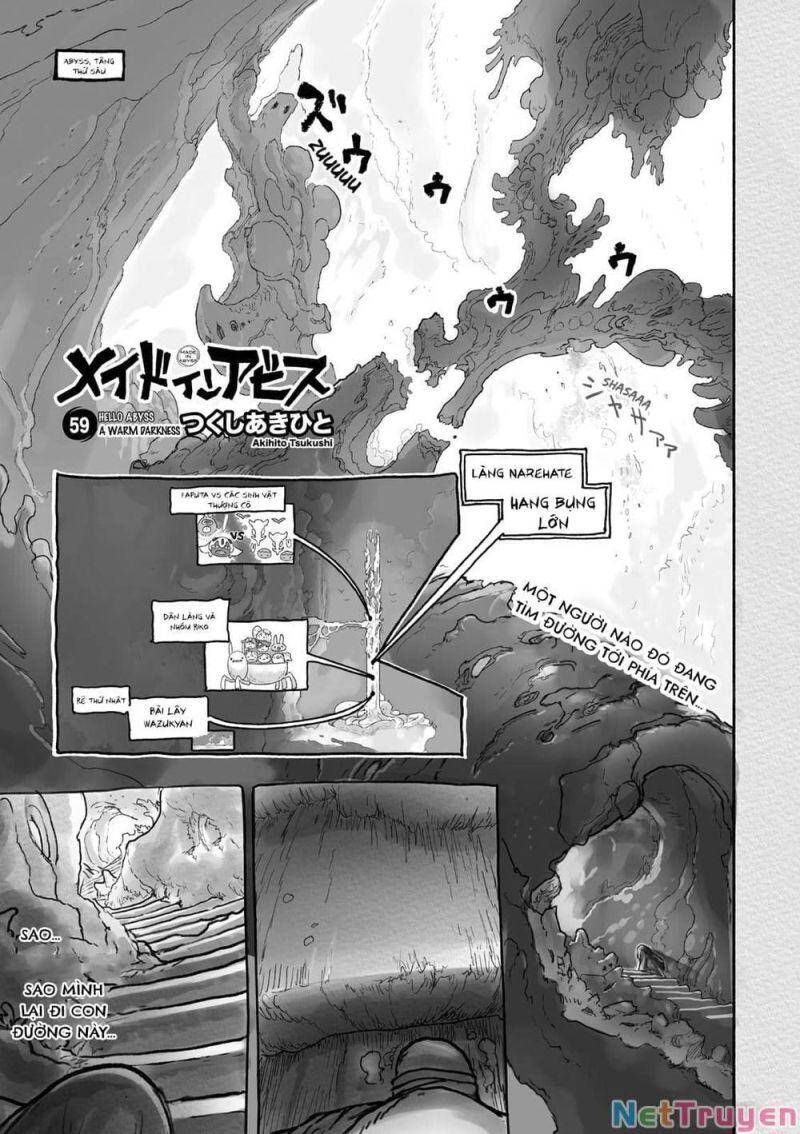 ABYSS, TẦNG
THỨ SÁU
ズゥゥゥ
ZUUUUU
メイドインアビス
MADE IN ABYSS
59 HELLO ABYSS
A WARM DARKNESS
つくしあきひと
Akihito Tsukushi
SHASAAA
シャサァァ
LÀNG NAREHATE
HANG BỤNG
LỚN
FAPUTA VS CÁC SINH VẬT
THƯỢNG CỔ
VS
DÂN LÀNG VÀ
NHÓM RIKO
RỄ THỨ NHẤT
BÃI LẦY
WAZUKYAN
MỘT NGƯỜI NÀO ĐÓ ĐANG
TÌM ĐƯỜNG TỚI PHÍA TRÊN...
SAO...
SAO MÌNH
LẠI ĐI CON
ĐƯỜNG NÀY...
NetTruyen